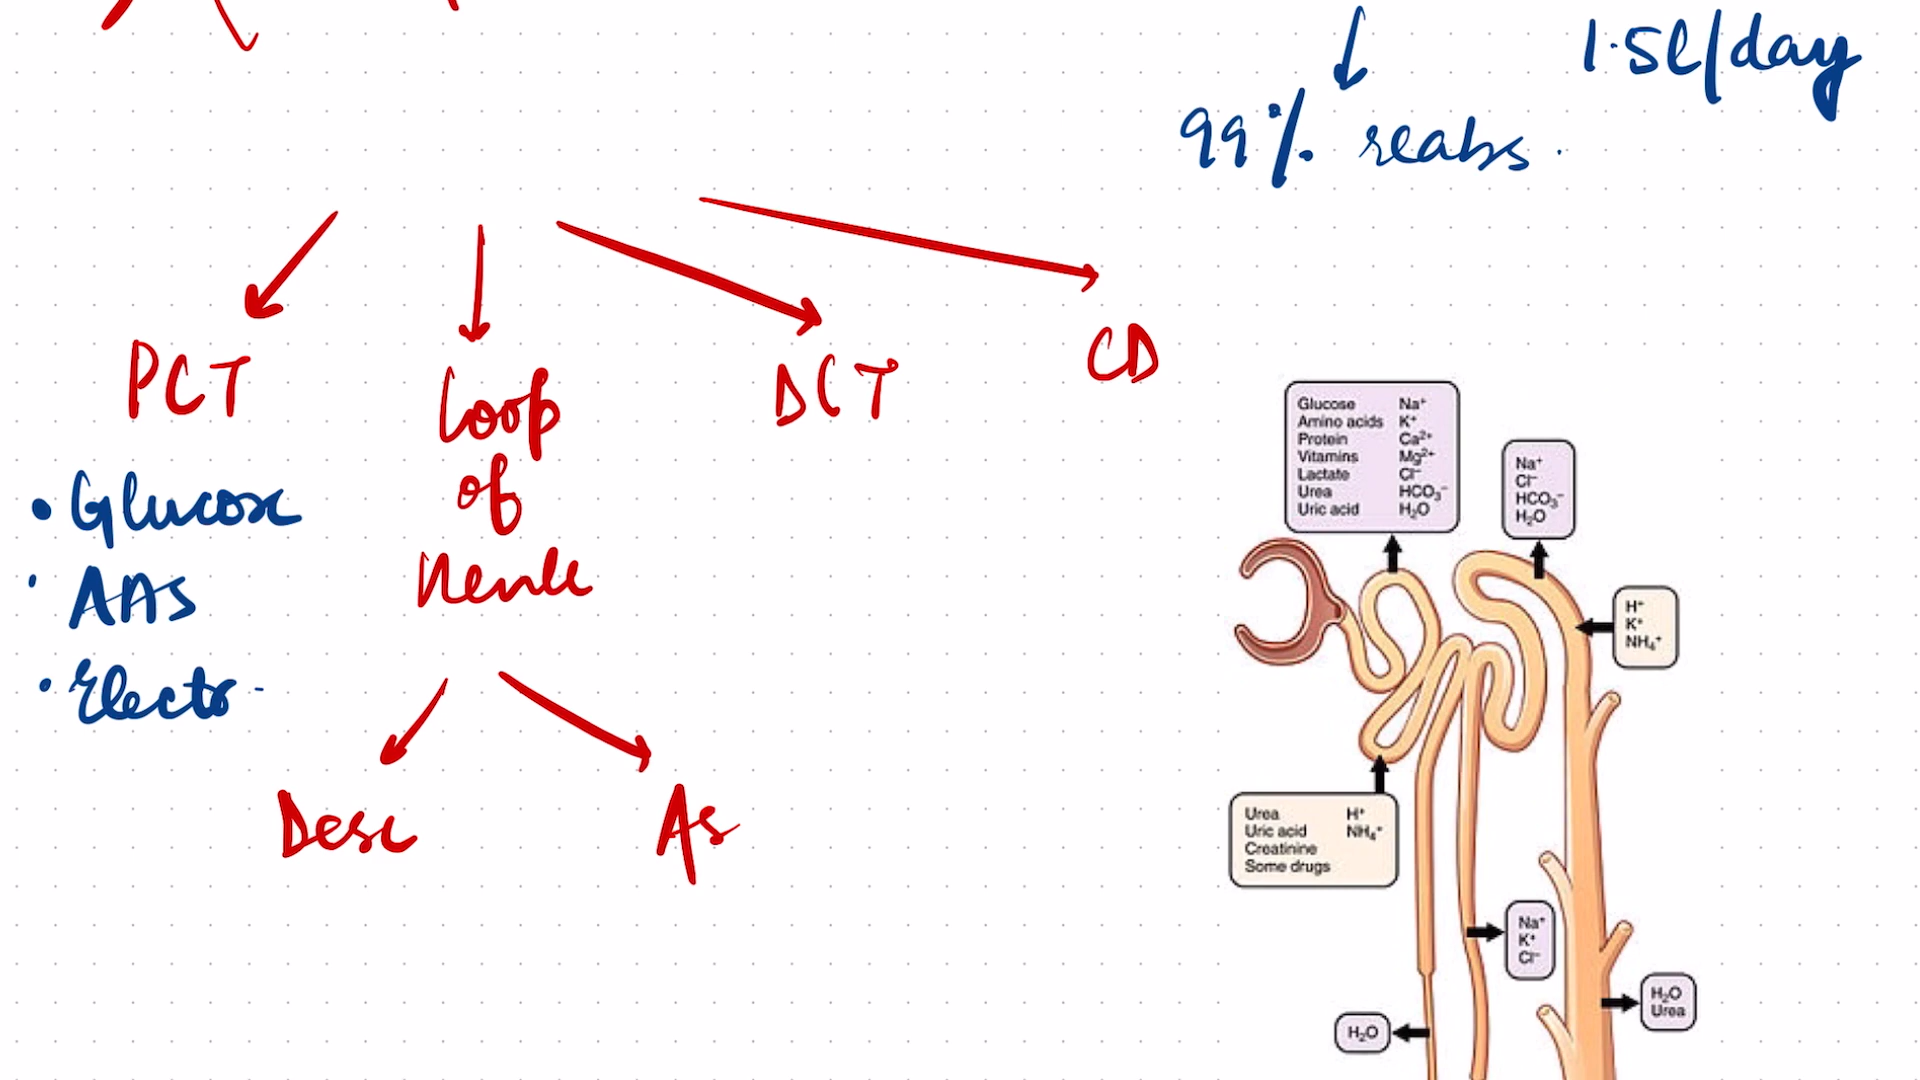 1.5l/day
99% reabs.
PCT
Loop
of
Henle
DCT
CD
• Glucose
• AAs
• Electro -
Desc
As
Glucose Na⁺
Amino acids K⁺
Protein Ca²⁺
Vitamins Mg²⁺
Lactate Cl⁻
Urea HCO₃⁻
Uric acid H₂O
Na⁺
Cl⁻
HCO₃⁻
H₂O
H⁺
K⁺
NH₄⁺
Urea H⁺
Uric acid NH₄⁺
Creatinine
Some drugs
Na⁺
K⁺
Cl⁻
H₂O
Urea
H₂O